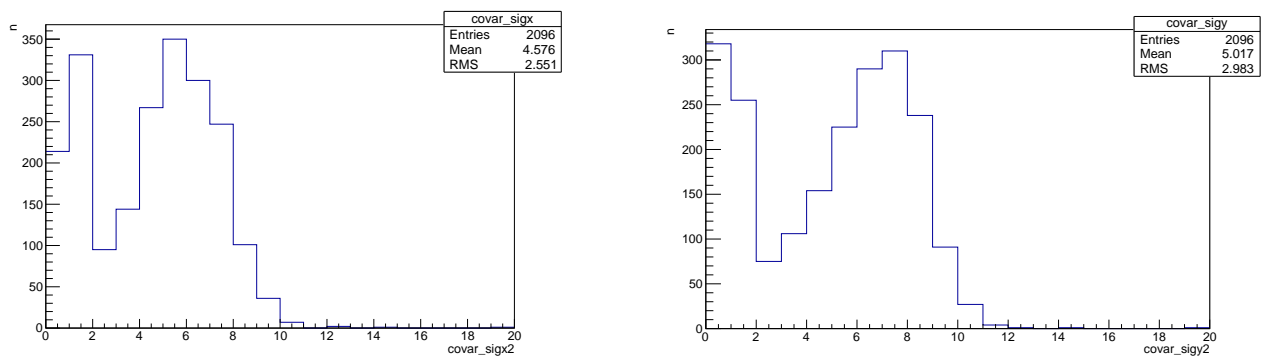 n
covar_sigx
Entries 2096
Mean 4.576
RMS 2.551
350
300
250
200
150
100
50
0
0 2 4 6 8 10 12 14 16 18 20
covar_sigx2
n
covar_sigy
Entries 2096
Mean 5.017
RMS 2.983
300
250
200
150
100
50
0
0 2 4 6 8 10 12 14 16 18 20
covar_sigy2